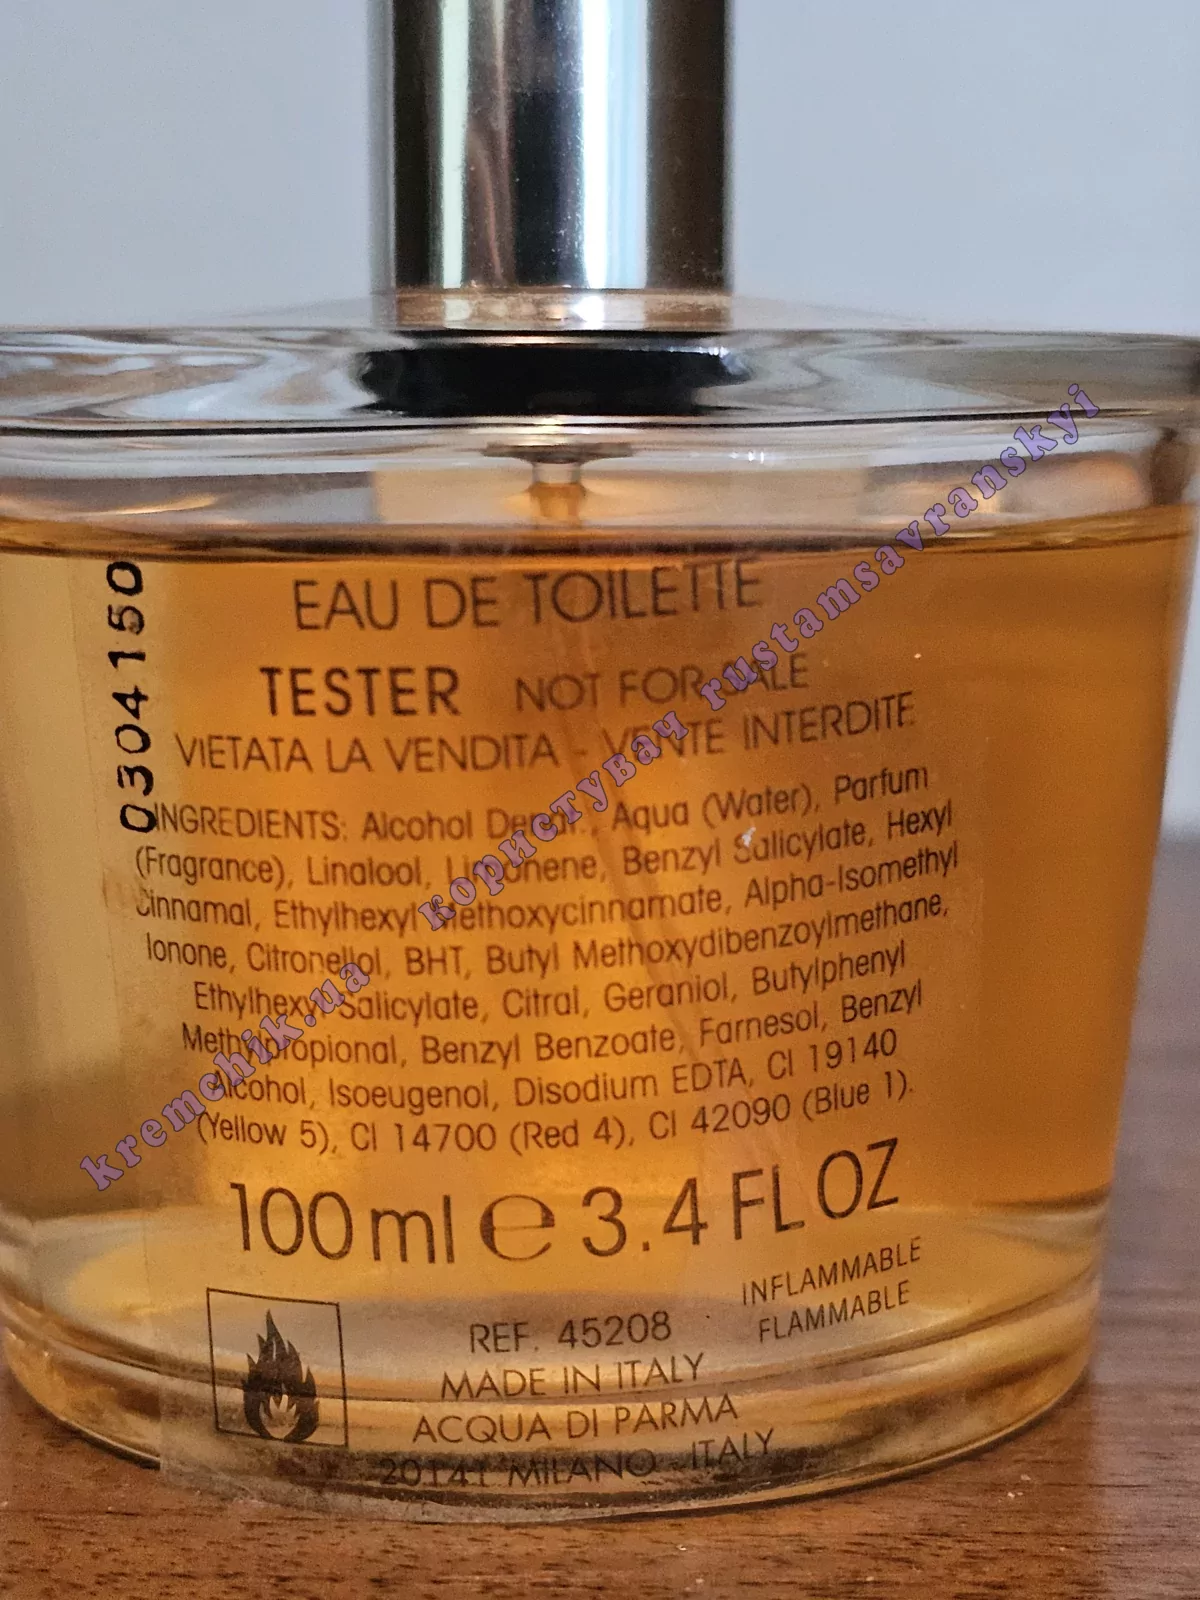 EAU DE TOILETTE
TESTER NOT FOR SALE
VIETATA LA VENDITA - VENTE INTERDITE
INGREDIENTS: Alcohol Denat., Aqua (Water), Parfum
(Fragrance), Linalool, Limonene, Benzyl Salicylate, Hexyl
Cinnamal, Ethylhexyl Methoxycinnamate, Alpha-Isomethyl
Ionone, Citronellol, BHT, Butyl Methoxydibenzoylmethane,
Ethylhexyl Salicylate, Citral, Geraniol, Butylphenyl
Methylpropional, Benzyl Benzoate, Farnesol, Benzyl
Alcohol, Isoeugenol, Disodium EDTA, CI 19140
(Yellow 5), CI 14700 (Red 4), CI 42090 (Blue 1).
100 ml e 3.4 FL OZ
INFLAMMABLE
FLAMMABLE
REF. 45208
MADE IN ITALY
ACQUA DI PARMA
20141 MILANO - ITALY
0304150
kremchik.ua користувач rustamsavranskyi